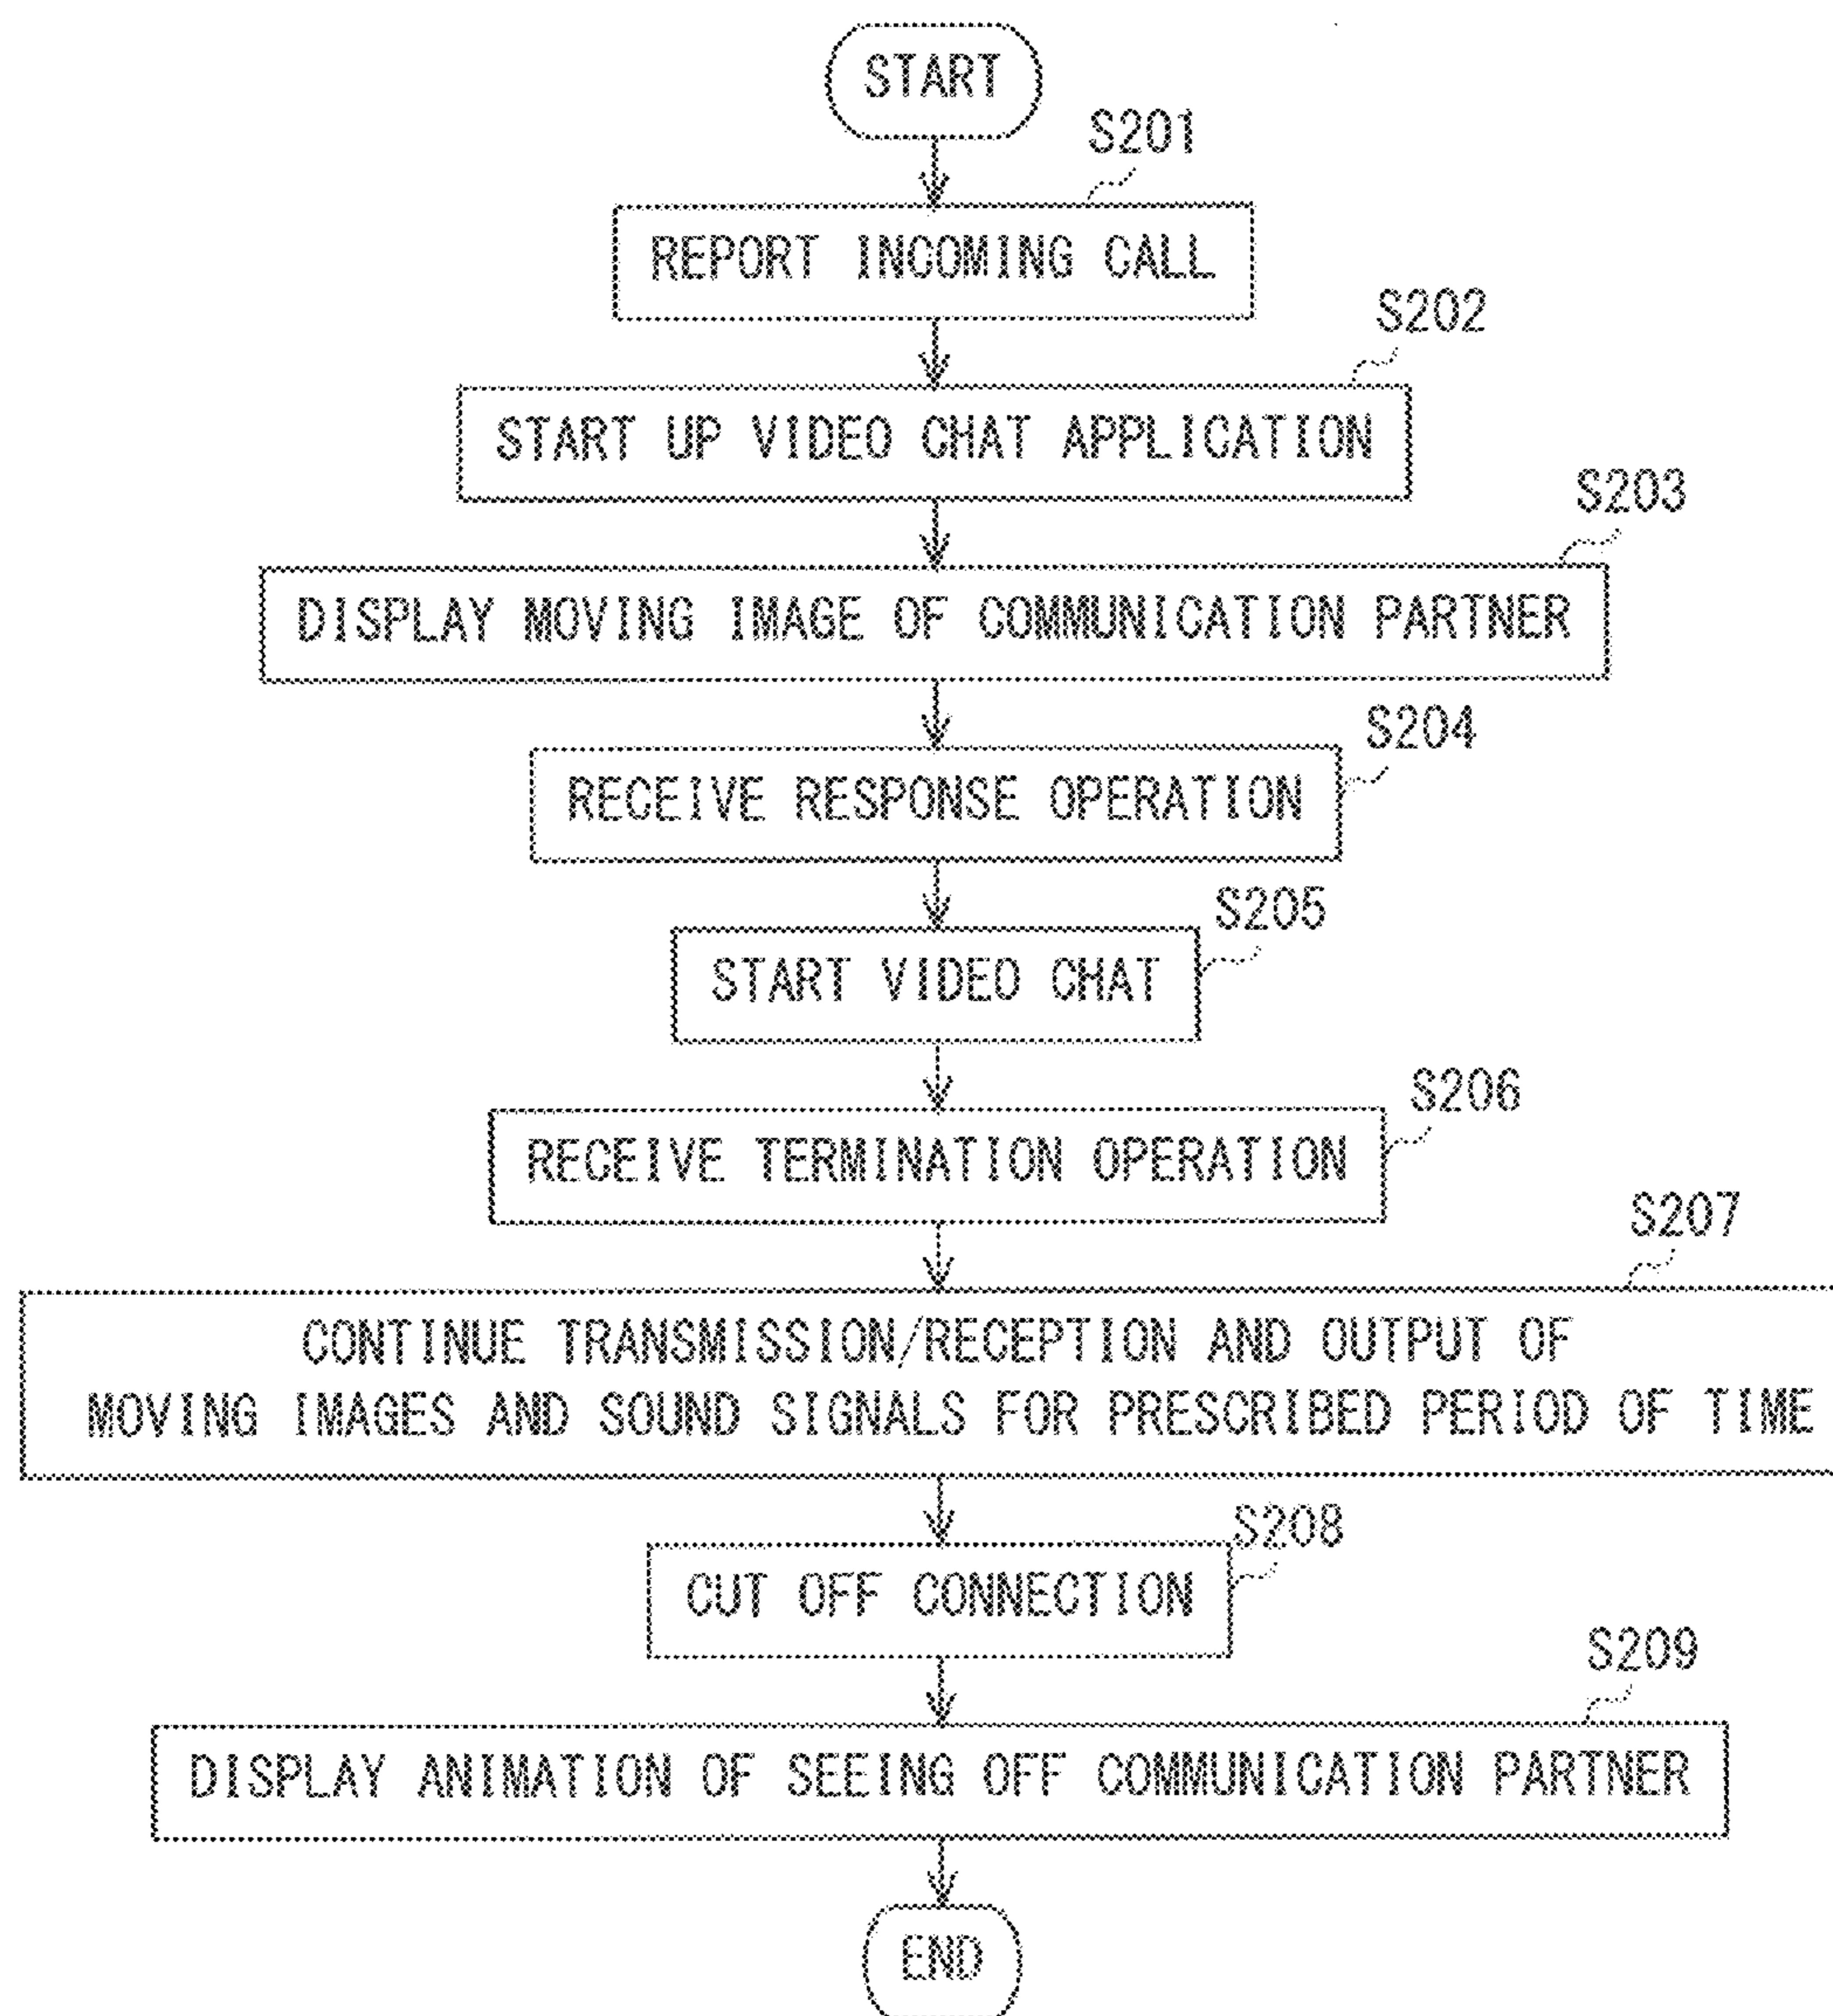 START
S201
REPORT INCOMING CALL
S202
START UP VIDEO CHAT APPLICATION
S203
DISPLAY MOVING IMAGE OF COMMUNICATION PARTNER
S204
RECEIVE RESPONSE OPERATION
S205
START VIDEO CHAT
S206
RECEIVE TERMINATION OPERATION
S207
CONTINUE TRANSMISSION/RECEPTION AND OUTPUT OF
MOVING IMAGES AND SOUND SIGNALS FOR PRESCRIBED PERIOD OF TIME
S208
CUT OFF CONNECTION
S209
DISPLAY ANIMATION OF SEEING OFF COMMUNICATION PARTNER
END